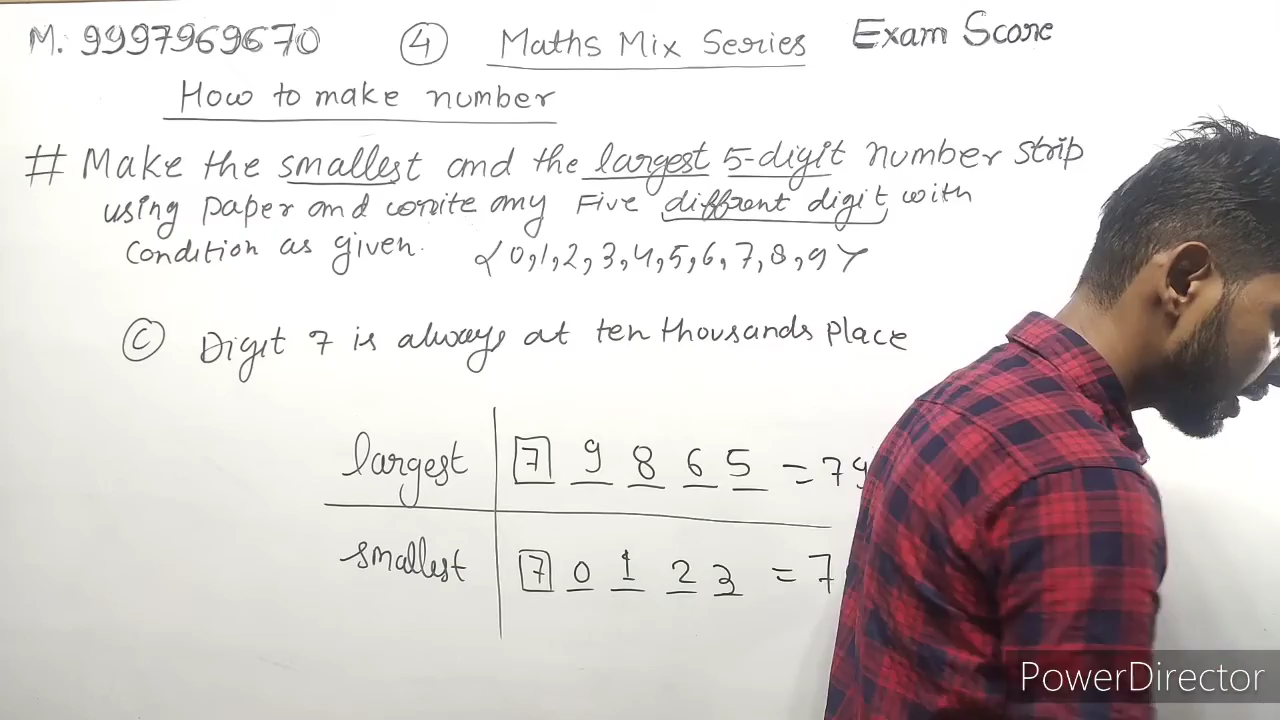 M. 9997969670 ④ Maths Mix Series Exam Score
How to make number
# Make the smallest and the largest 5-digit number strip
using paper and write any Five different digit with
Condition as given. < 0,1,2,3,4,5,6,7,8,9 >
Ⓒ Digit 7 is always at ten thousands place
largest 7 9 8 6 5 = 79
smallest 7 0 1 2 3 = 7
PowerDirector